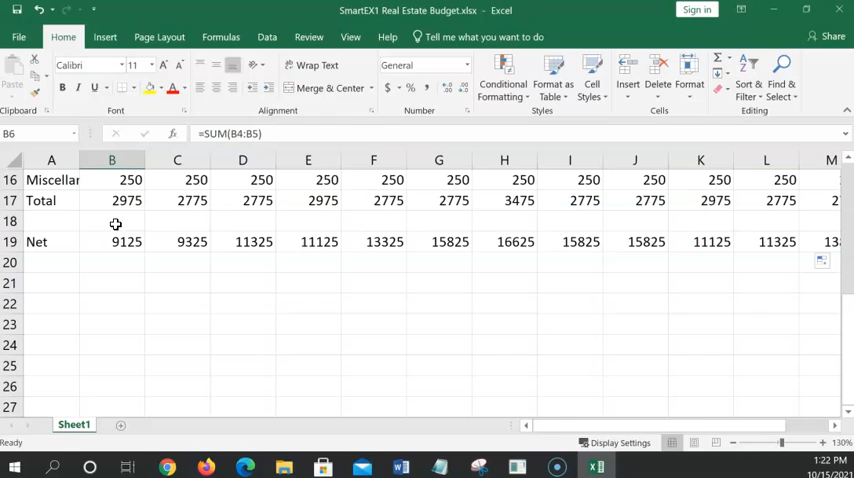 SmartEX1 Real Estate Budget.xlsx - Excel
Sign in
File Home Insert Page Layout Formulas Data Review View Help Tell me what you want to do Share
Paste
Calibri 11 A A
B I U A
Wrap Text
Merge & Center
General
$ % ,
Conditional Formatting
Format as Table
Cell Styles
Insert
Delete
Format
Sort & Filter
Find & Select
Clipboard Font Alignment Number Styles Cells Editing
B6 fx =SUM(B4:B5)
A B C D E F G H I J K L M
16 Miscellar 250 250 250 250 250 250 250 250 250 250 250
17 Total 2975 2775 2775 2975 2775 2775 3475 2775 2775 2975 2775 27
18
19 Net 9125 9325 11325 11125 13325 15825 16625 15825 15825 11125 11325 138
20
21
22
23
24
25
26
27
Sheet1
Ready Display Settings 130%
1:22 PM
10/15/2021